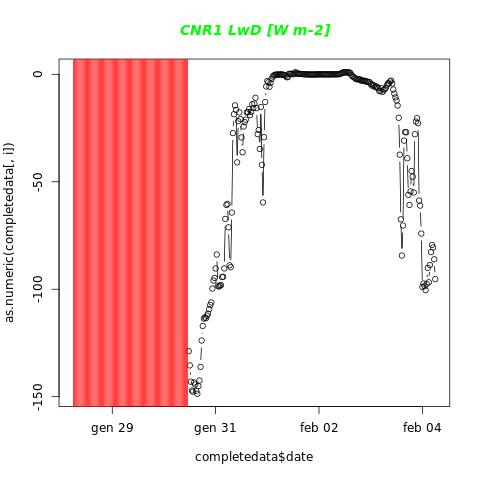 CNR1 LwD [W m-2]
0
-50
-100
-150
as.numeric(completedata[, i])
gen 29 gen 31 feb 02 feb 04
completedata$date